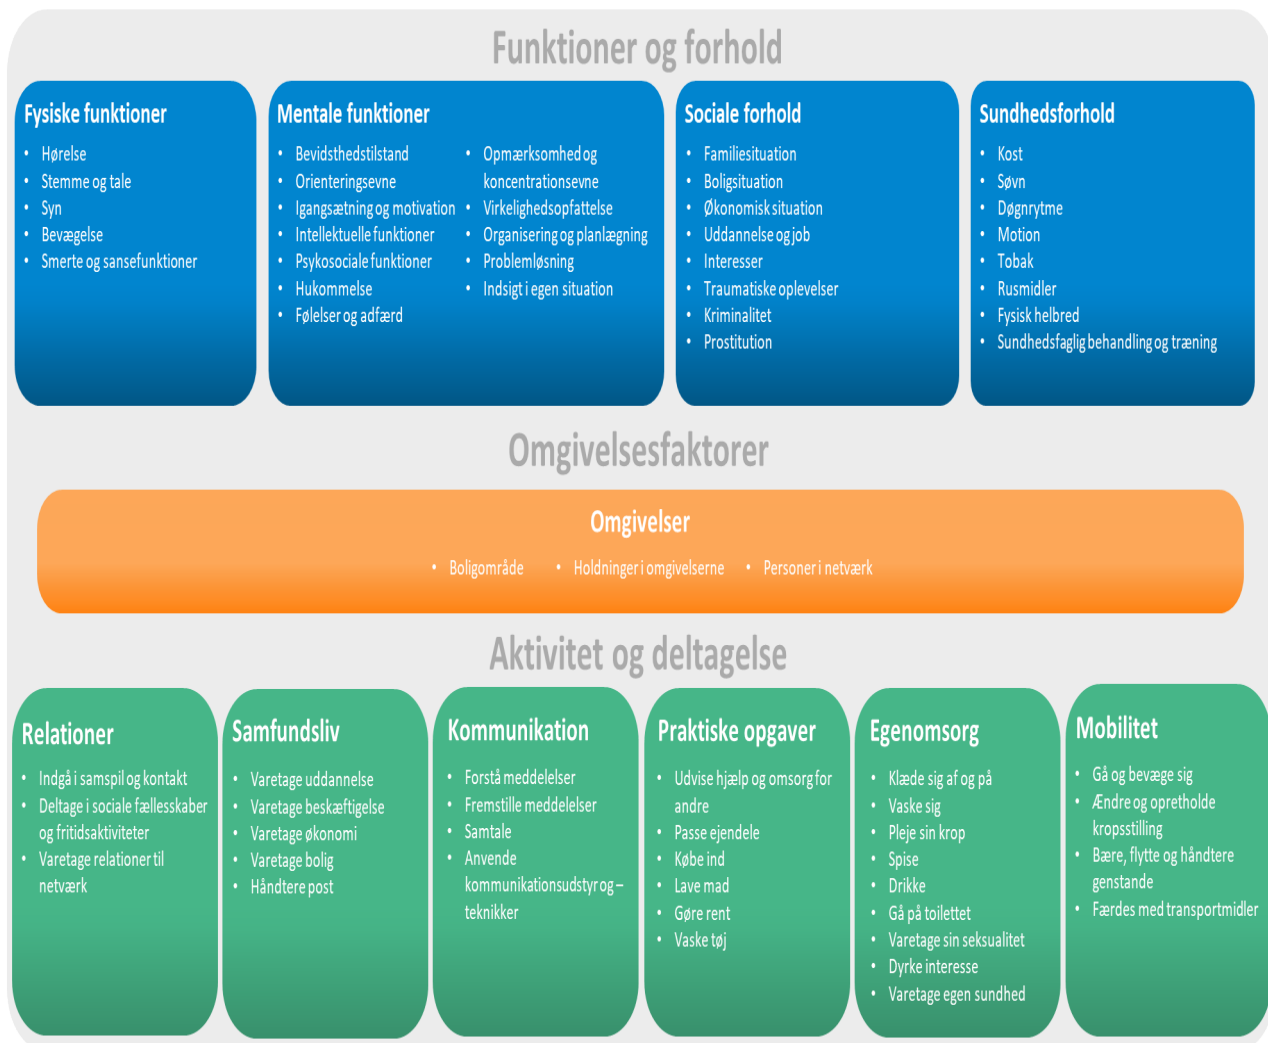 Funktioner og forhold
Fysiske funktioner
• Hørelse
• Stemme og tale
• Syn
• Bevægelse
• Smerte og sansefunktioner
Mentale funktioner
• Bevidsthedstilstand
• Orienteringsevne
• Igangsætning og motivation
• Intellektuelle funktioner
• Psykosociale funktioner
• Hukommelse
• Følelser og adfærd
• Opmærksomhed og
koncentrationsevne
• Virkelighedsopfattelse
• Organisering og planlægning
• Problemløsning
• Indsigt i egen situation
Sociale forhold
• Familiesituation
• Boligsituation
• Økonomisk situation
• Uddannelse og job
• Interesser
• Traumatiske oplevelser
• Kriminalitet
• Prostitution
Sundhedsforhold
• Kost
• Søvn
• Døgnrytme
• Motion
• Tobak
• Rusmidler
• Fysisk helbred
• Sundhedsfaglig behandling og træning
Omgivelsesfaktorer
Omgivelser
• Boligområde • Holdninger i omgivelserne • Personer i netværk
Aktivitet og deltagelse
Relationer
• Indgå i samspil og kontakt
• Deltage i sociale fællesskaber
og fritidsaktiviteter
• Varetage relationer til
netværk
Samfundsliv
• Varetage uddannelse
• Varetage beskæftigelse
• Varetage økonomi
• Varetage bolig
• Håndtere post
Kommunikation
• Forstå meddelelser
• Fremstille meddelelser
• Samtale
• Anvende
kommunikationsudstyr og –
teknikker
Praktiske opgaver
• Udvise hjælp og omsorg for
andre
• Passe ejendele
• Købe ind
• Lave mad
• Gøre rent
• Vaske tøj
Egenomsorg
• Klæde sig af og på
• Vaske sig
• Pleje sin krop
• Spise
• Drikke
• Gå på toilettet
• Varetage sin seksualitet
• Dyrke interesse
• Varetage egen sundhed
Mobilitet
• Gå og bevæge sig
• Ændre og opretholde
kropsstilling
• Bære, flytte og håndtere
genstande
• Færdes med transportmidler